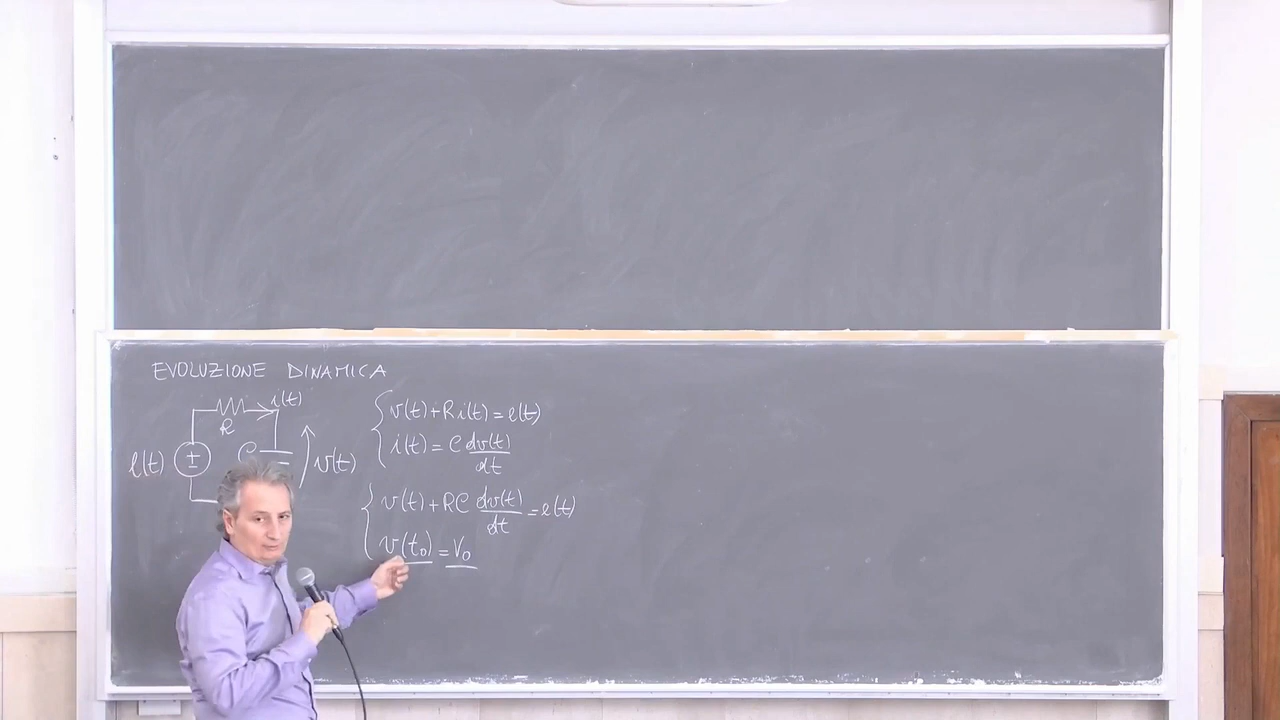 EVOLUZIONE DINAMICA
i(t)
R
e(t)
±
C
v(t)
v(t)+Ri(t)=e(t)
i(t)=C dv(t)/dt
v(t)+RC dv(t)/dt=e(t)
v(t₀)=V₀